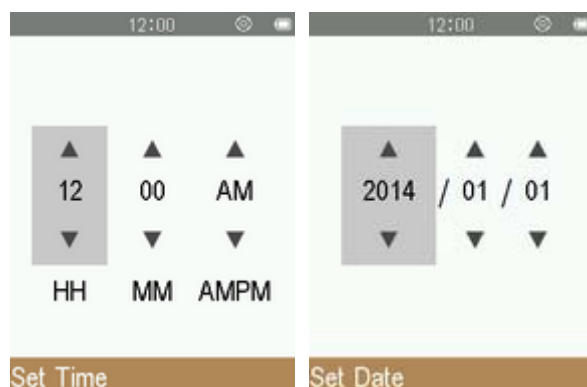 12:00
12 00 AM
HH MM AMPM
Set Time
12:00
2014 / 01 / 01
Set Date